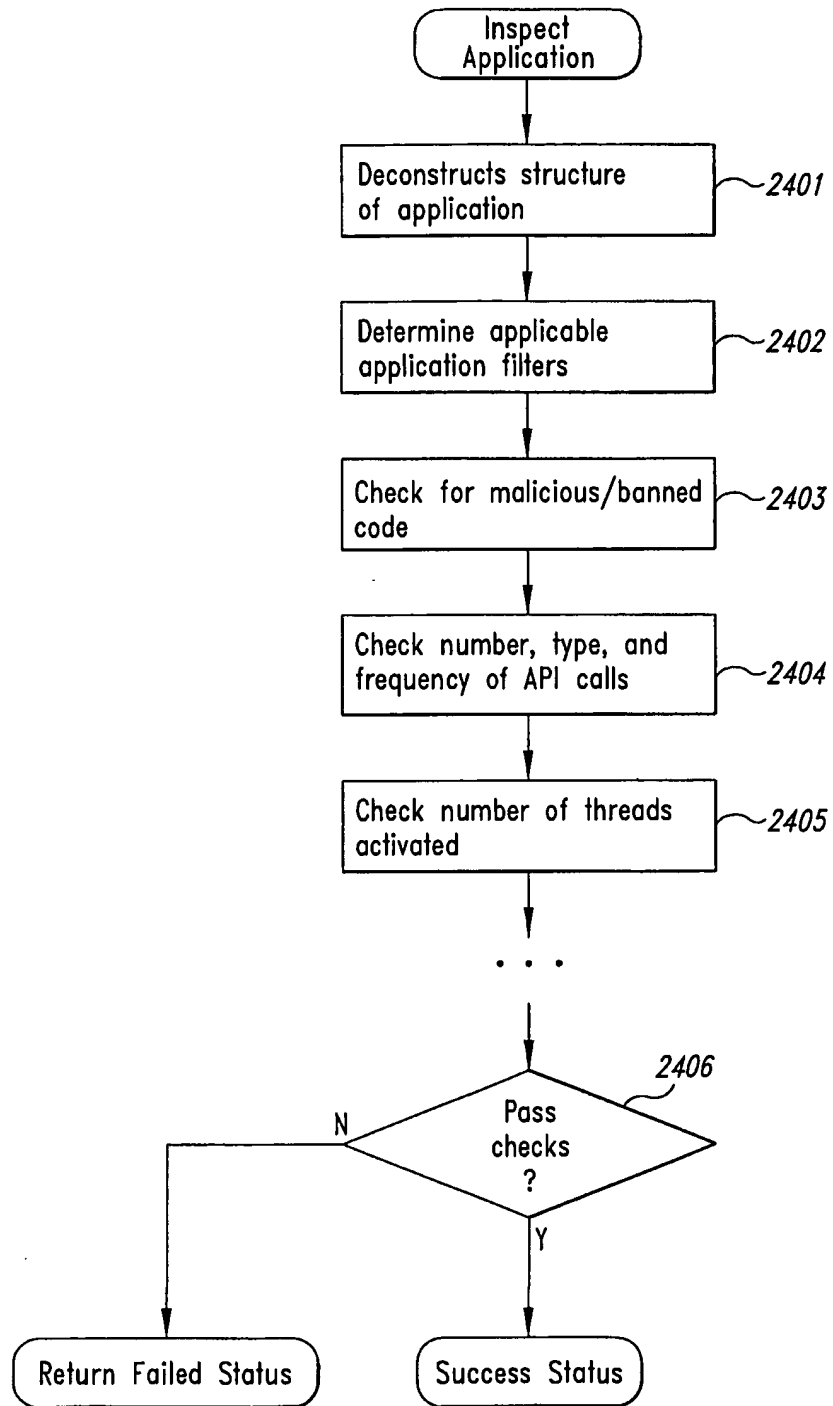 Inspect
Application
Deconstructs structure
of application
2401
Determine applicable
application filters
2402
Check for malicious/banned
code
2403
Check number, type, and
frequency of API calls
2404
Check number of threads
activated
2405
. . .
2406
Pass
checks
?
N
Y
Return Failed Status
Success Status